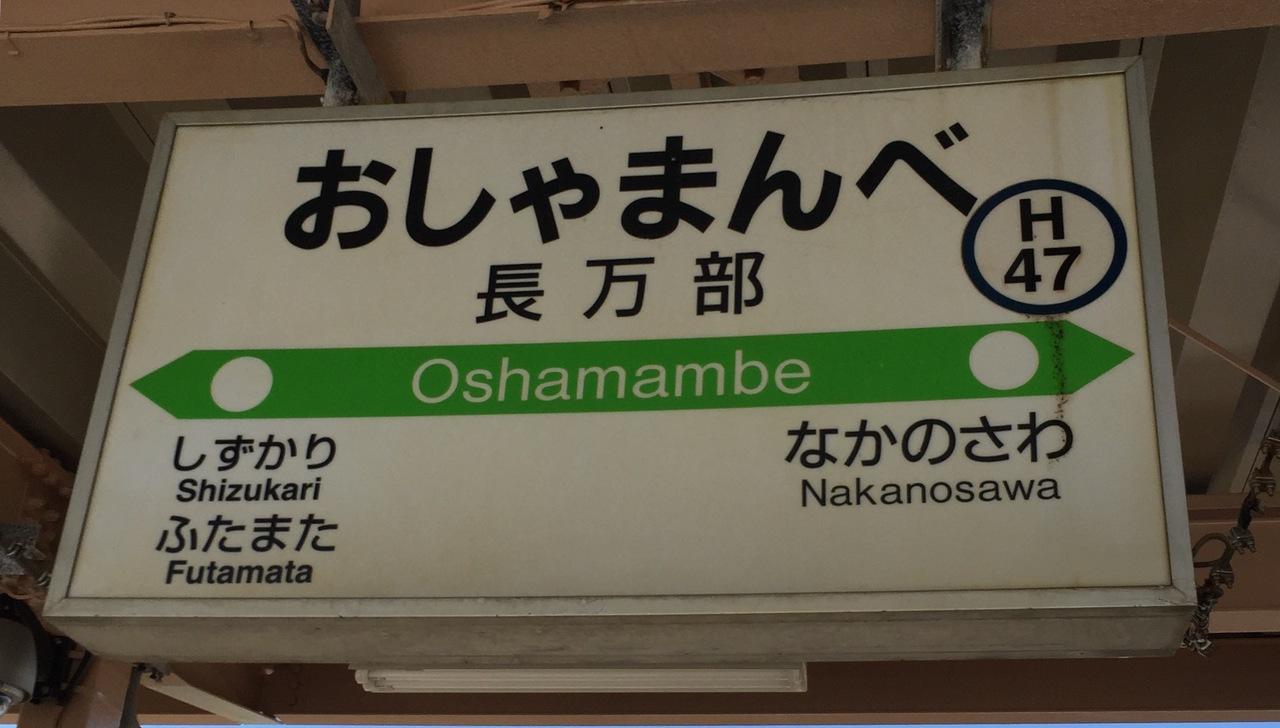 おしゃまんべ
長万部
H
47
Oshamambe
しずかり
Shizukari
ふたまた
Futamata
なかのさわ
Nakanosawa